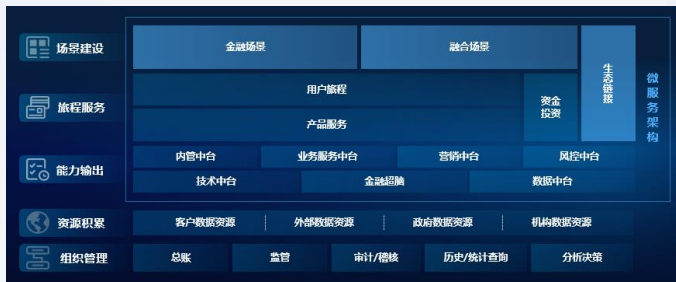 场景建设
金融场景
融合场景
生态链接
微服务架构
旅程服务
用户旅程
产品服务
资金
投资
能力输出
内管中台
业务服务中台
营销中台
风控中台
技术中台
金融超脑
数据中台
资源积累
客户数据资源
外部数据资源
政府数据资源
机构数据资源
组织管理
总账
监管
审计/稽核
历史/统计查询
分析决策